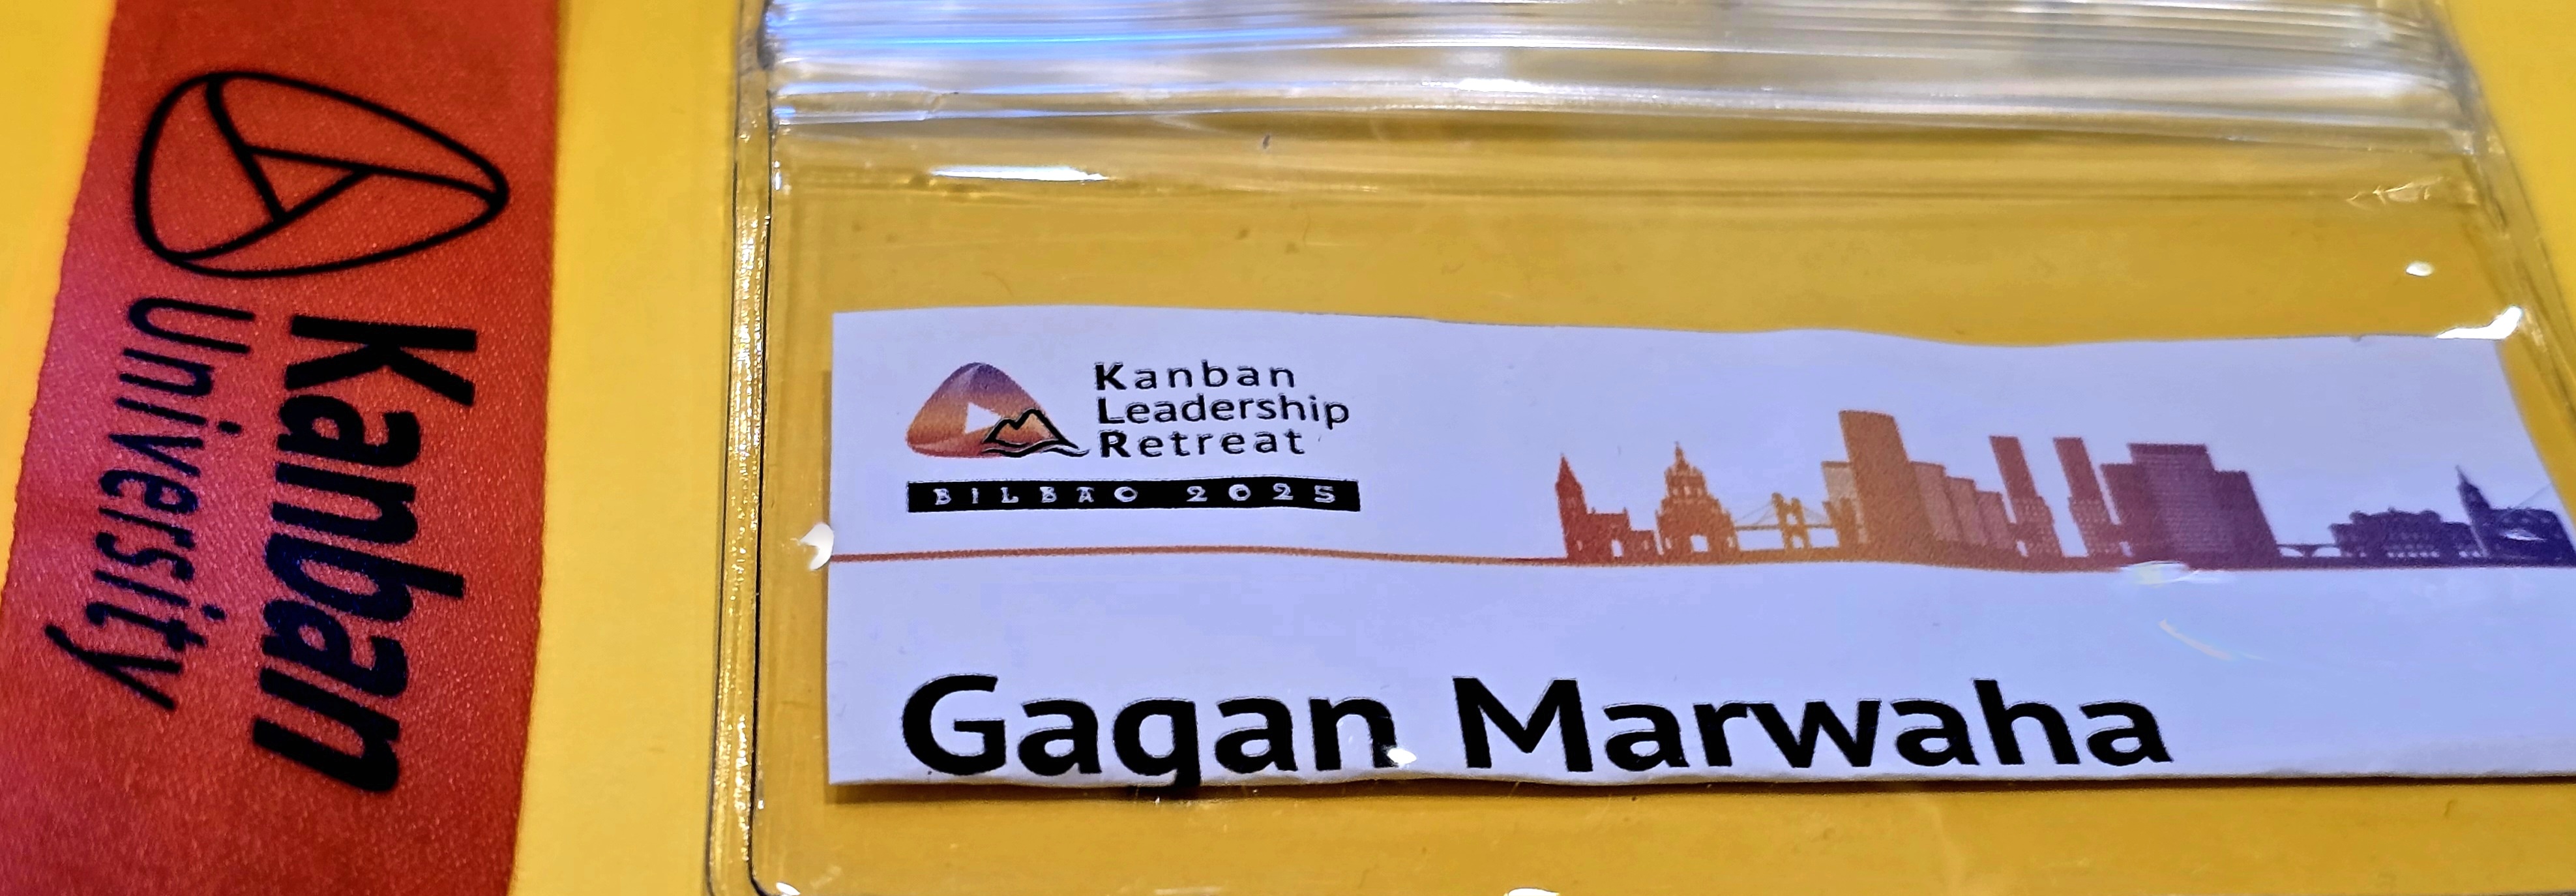 Kanban
University
Kanban
Leadership
Retreat
BILBAO 2025
Gagan Marwaha